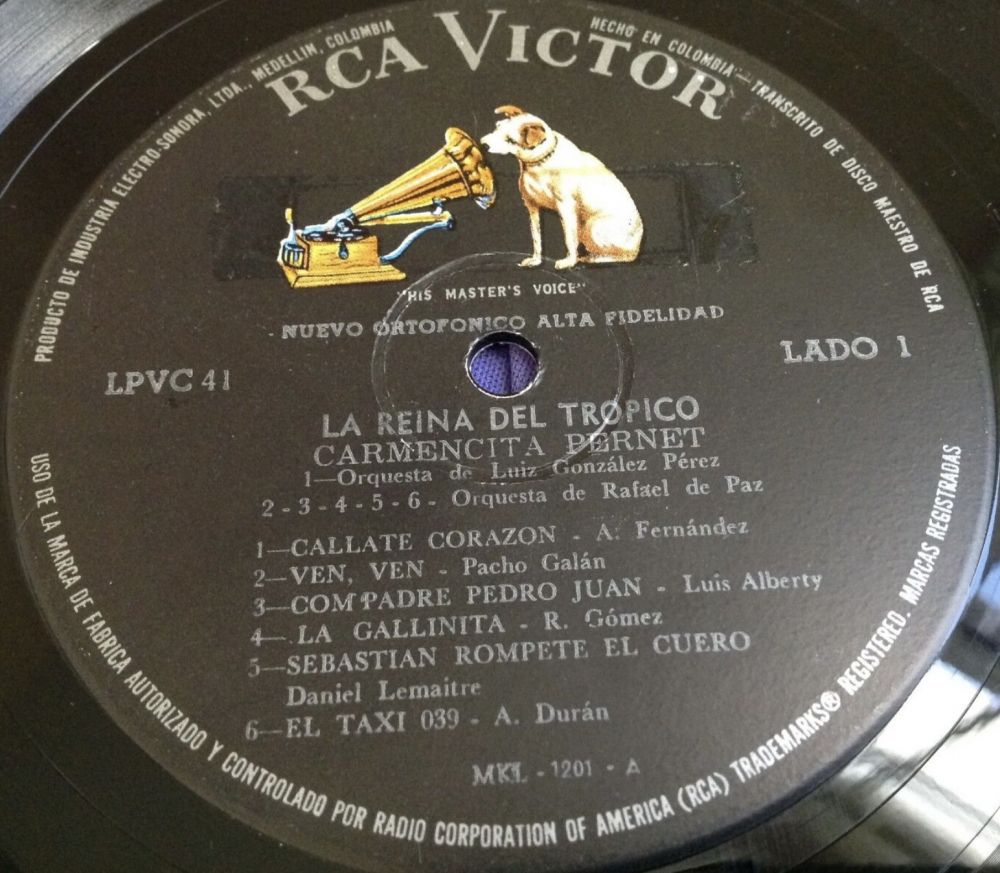 PRODUCTO DE INDUSTRIA ELECTRO-SONORA, LTDA., MEDELLIN, COLOMBIA
HECHO EN COLOMBIA — TRANSCRITO DE DISCO MAESTRO DE RCA
RCA VICTOR
"HIS MASTER'S VOICE"
NUEVO ORTOFONICO ALTA FIDELIDAD
LPVC 41
LADO 1
LA REINA DEL TROPICO
CARMENCITA PERNET
1—Orquesta de Luiz González Pérez
2-3-4-5-6- Orquesta de Rafael de Paz
1—CALLATE CORAZON - A. Fernández
2—VEN, VEN - Pacho Galán
3—COMPADRE PEDRO JUAN - Luis Alberty
4—LA GALLINITA - R. Gómez
5—SEBASTIAN ROMPETE EL CUERO
Daniel Lemaitre
6—EL TAXI 039 - A. Durán
MKL - 1201 - A
USO DE LA MARCA DE FABRICA AUTORIZADO Y CONTROLADO POR RADIO CORPORATION OF AMERICA (RCA) TRADEMARKS® REGISTERED. MARCAS REGISTRADAS